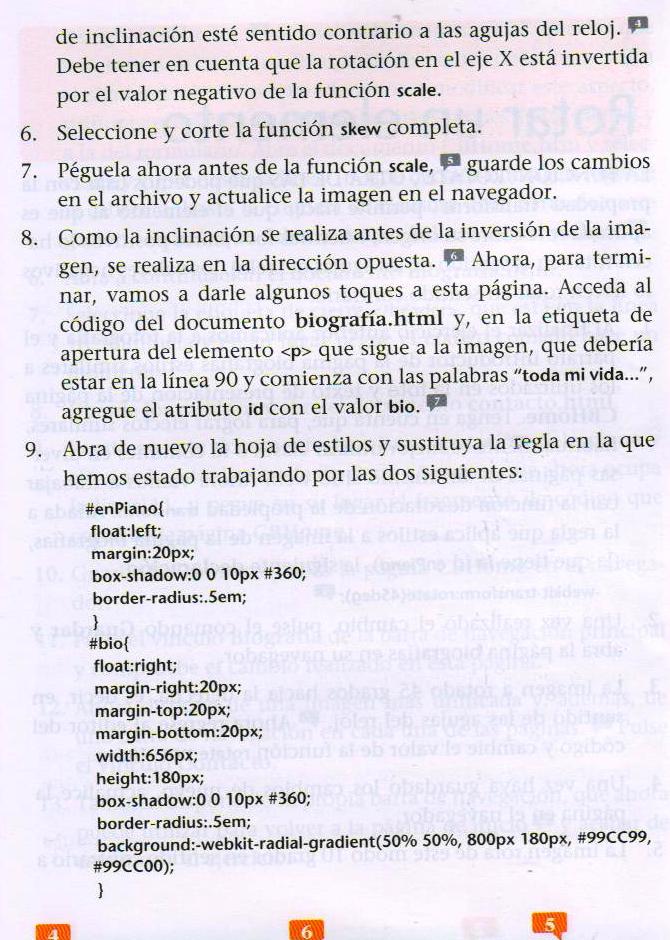 de inclinación esté sentido contrario a las agujas del reloj. 4
Debe tener en cuenta que la rotación en el eje X está invertida
por el valor negativo de la función scale.
6. Seleccione y corte la función skew completa.
7. Péguela ahora antes de la función scale, 5 guarde los cambios
en el archivo y actualice la imagen en el navegador.
8. Como la inclinación se realiza antes de la inversión de la ima-
gen, se realiza en la dirección opuesta. 6 Ahora, para termi-
nar, vamos a darle algunos toques a esta página. Acceda al
código del documento biografía.html y, en la etiqueta de
apertura del elemento <p> que sigue a la imagen, que debería
estar en la línea 90 y comienza con las palabras "toda mi vida...",
agregue el atributo id con el valor bio. 7
9. Abra de nuevo la hoja de estilos y sustituya la regla en la que
hemos estado trabajando por las dos siguientes:
#enPiano{
float:left;
margin:20px;
box-shadow:0 0 10px #360;
border-radius:.5em;
}
#bio{
float:right;
margin-right:20px;
margin-top:20px;
margin-bottom:20px;
width:656px;
height:180px;
box-shadow:0 0 10px #360;
border-radius:.5em;
background:-webkit-radial-gradient(50% 50%, 800px 180px, #99CC99,
#99CC00);
}
4 6 5